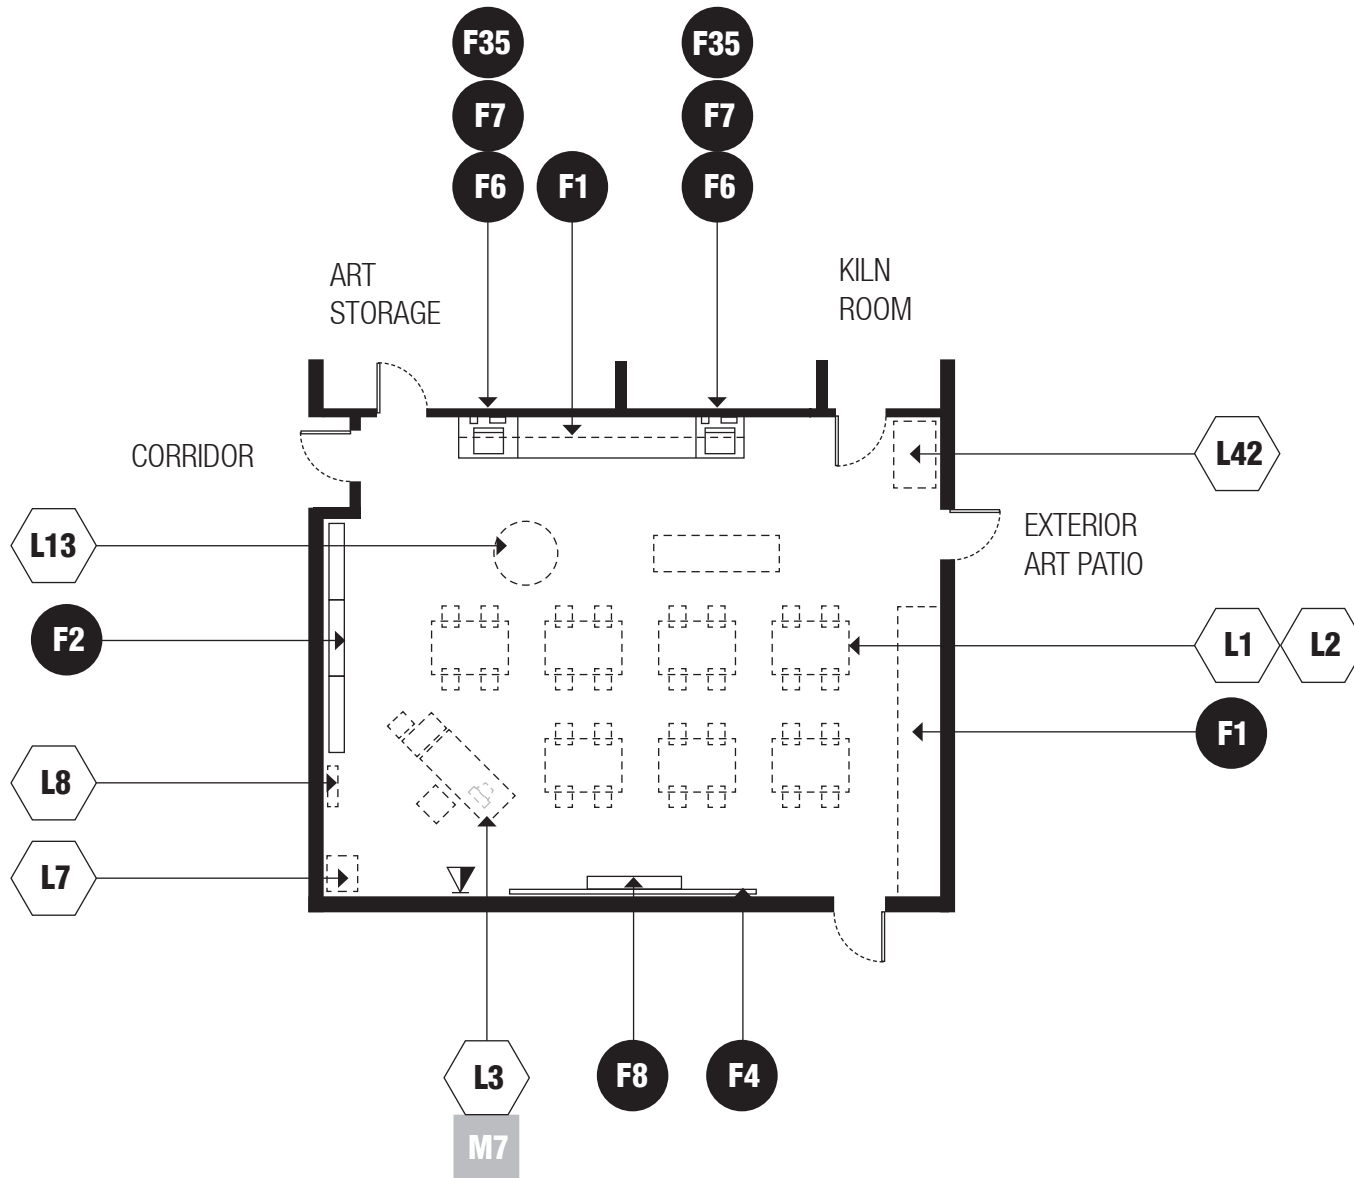 F35
F35
F7
F7
F6
F1
F6
ART
STORAGE
KILN
ROOM
CORRIDOR
L42
L13
EXTERIOR
ART PATIO
F2
L1
L2
F1
L8
L7
L3
F8
F4
M7